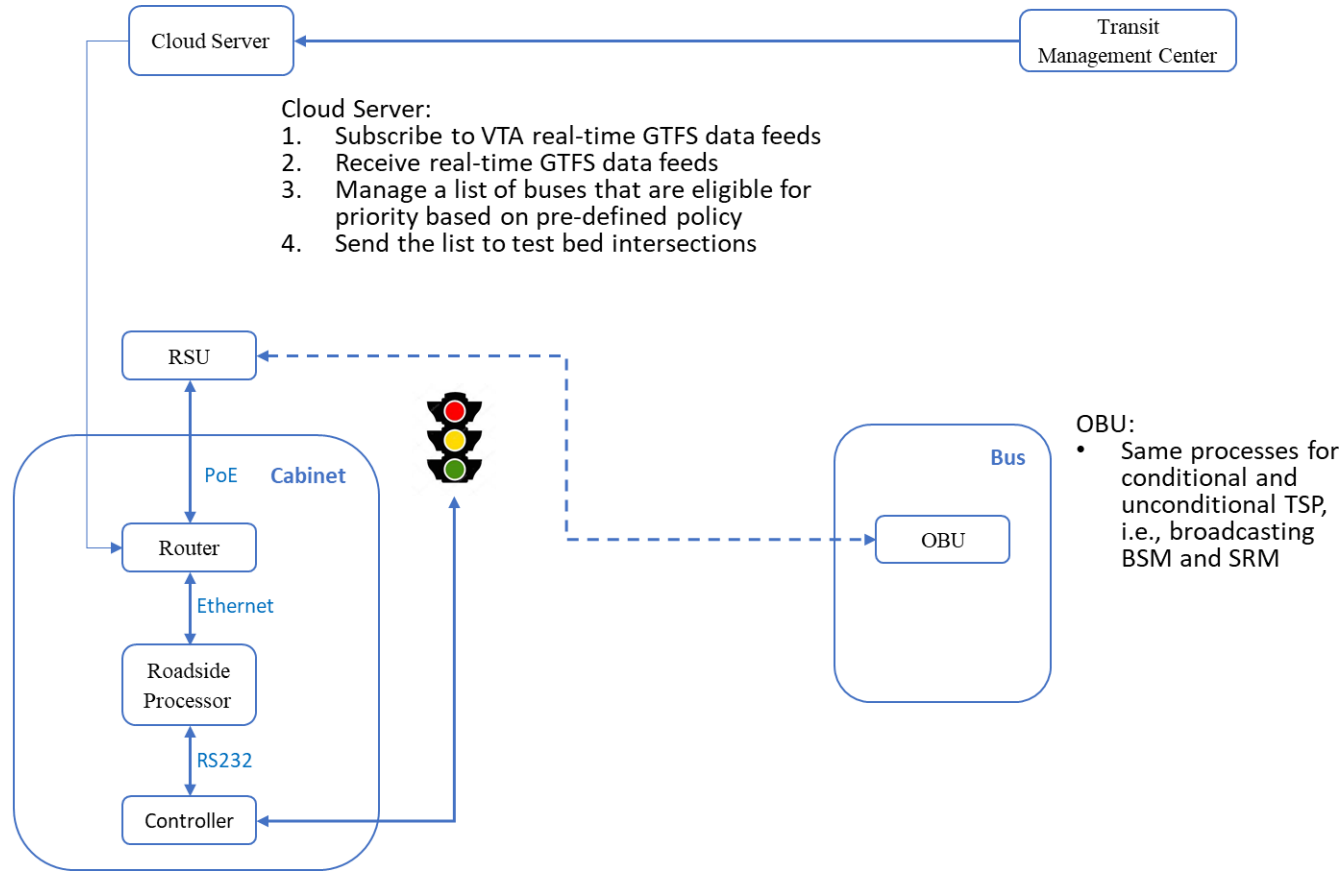 Cloud Server
Transit
Management Center
Cloud Server:
1. Subscribe to VTA real-time GTFS data feeds
2. Receive real-time GTFS data feeds
3. Manage a list of buses that are eligible for
priority based on pre-defined policy
4. Send the list to test bed intersections
RSU
PoE
Cabinet
Router
Ethernet
Roadside
Processor
RS232
Controller
Bus
OBU
OBU:
• Same processes for
conditional and
unconditional TSP,
i.e., broadcasting
BSM and SRM